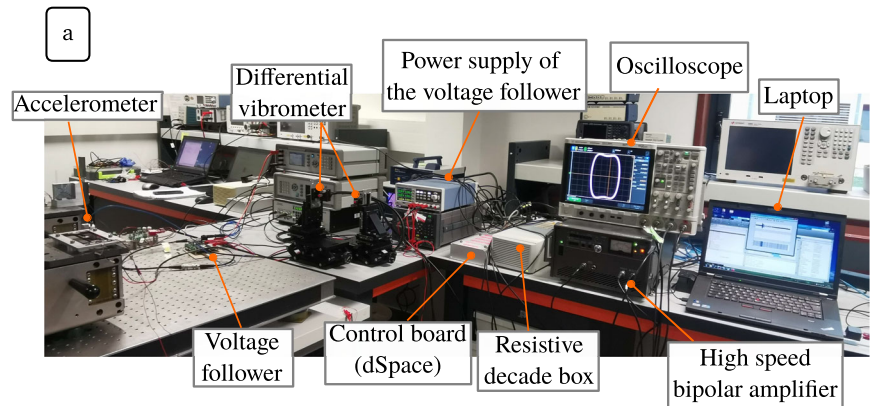 a
Accelerometer
Differential
vibrometer
Power supply of
the voltage follower
Oscilloscope
Laptop
Voltage
follower
Control board
(dSpace)
Resistive
decade box
High speed
bipolar amplifier